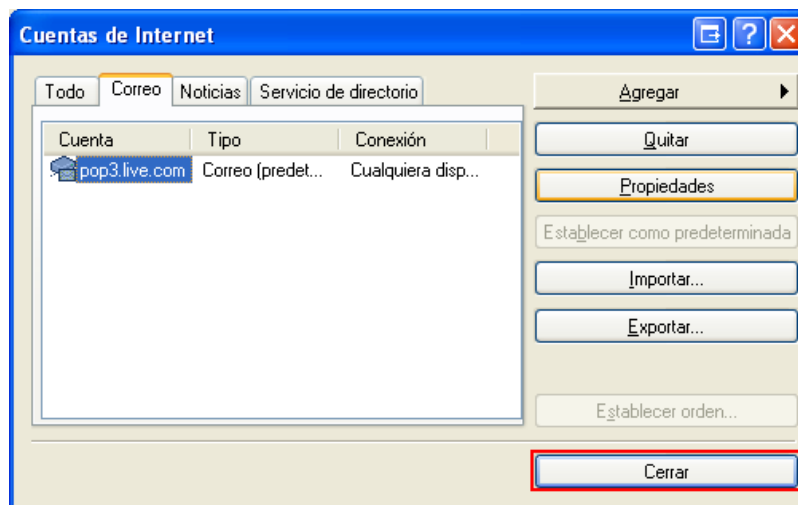 Cuentas de Internet
Todo Correo Noticias Servicio de directorio
Cuenta Tipo Conexión
pop3.live.com Correo (predet... Cualquiera disp...
Agregar
Quitar
Propiedades
Establecer como predeterminada
Importar...
Exportar...
Establecer orden...
Cerrar